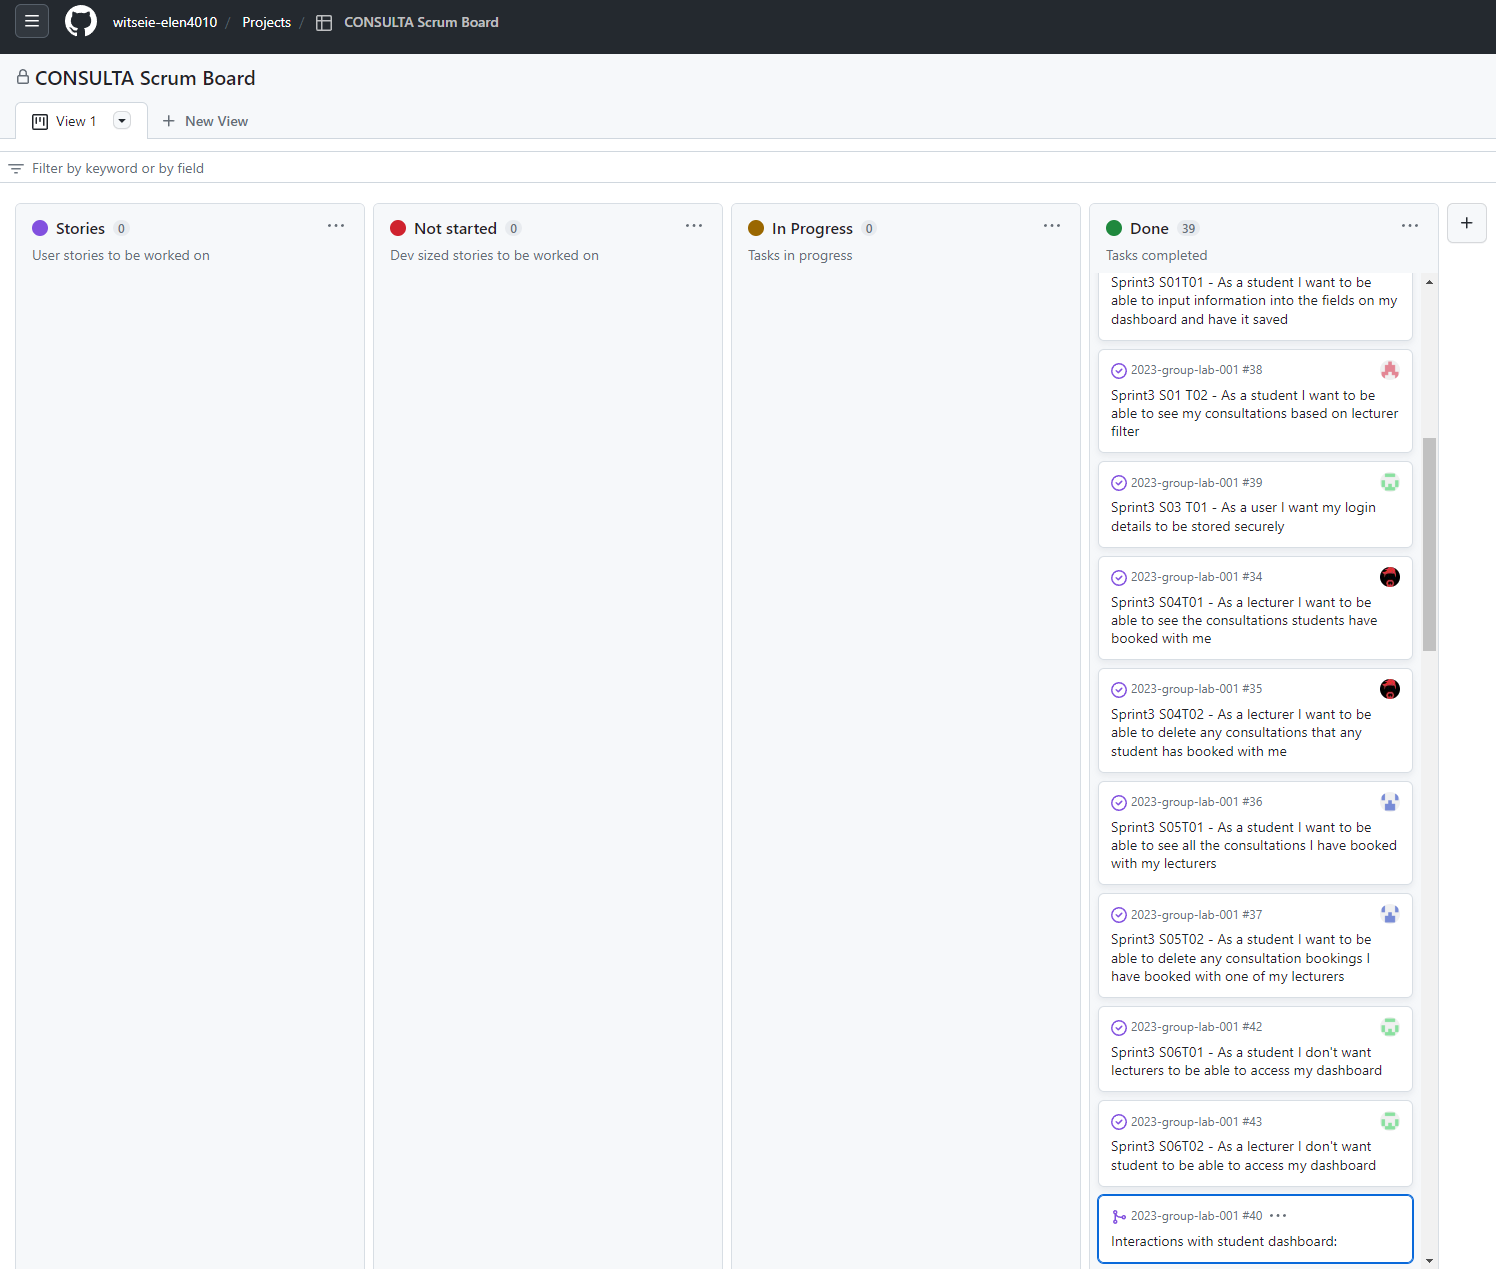 witseie-elen4010 / Projects / CONSULTA Scrum Board
CONSULTA Scrum Board
View 1
New View
Filter by keyword or by field
Stories 0
User stories to be worked on
Not started 0
Dev sized stories to be worked on
In Progress 0
Tasks in progress
Done 39
Tasks completed
Sprint3 S01T01 - As a student I want to be
able to input information into the fields on my
dashboard and have it saved
2023-group-lab-001 #38
Sprint3 S01 T02 - As a student I want to be
able to see my consultations based on lecturer
filter
2023-group-lab-001 #39
Sprint3 S03 T01 - As a user I want my login
details to be stored securely
2023-group-lab-001 #34
Sprint3 S04T01 - As a lecturer I want to be
able to see the consultations students have
booked with me
2023-group-lab-001 #35
Sprint3 S04T02 - As a lecturer I want to be
able to delete any consultations that any
student has booked with me
2023-group-lab-001 #36
Sprint3 S05T01 - As a student I want to be
able to see all the consultations I have booked
with my lecturers
2023-group-lab-001 #37
Sprint3 S05T02 - As a student I want to be
able to delete any consultation bookings I
have booked with one of my lecturers
2023-group-lab-001 #42
Sprint3 S06T01 - As a student I don't want
lecturers to be able to access my dashboard
2023-group-lab-001 #43
Sprint3 S06T02 - As a lecturer I don't want
student to be able to access my dashboard
2023-group-lab-001 #40
Interactions with student dashboard: